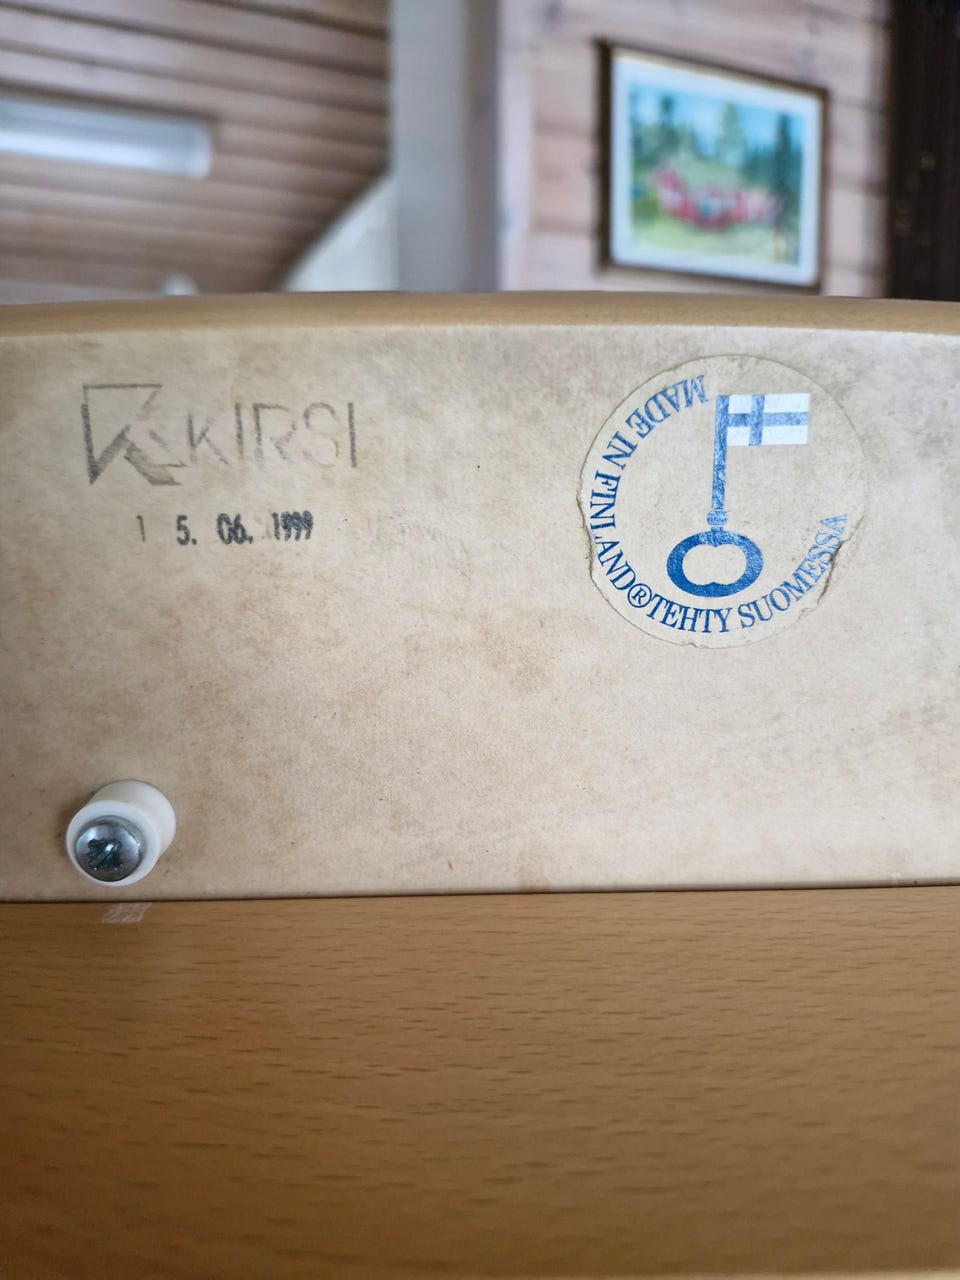 KIRSI
15. 06. 1999
MADE IN FINLAND ® TEHTY SUOMESSA